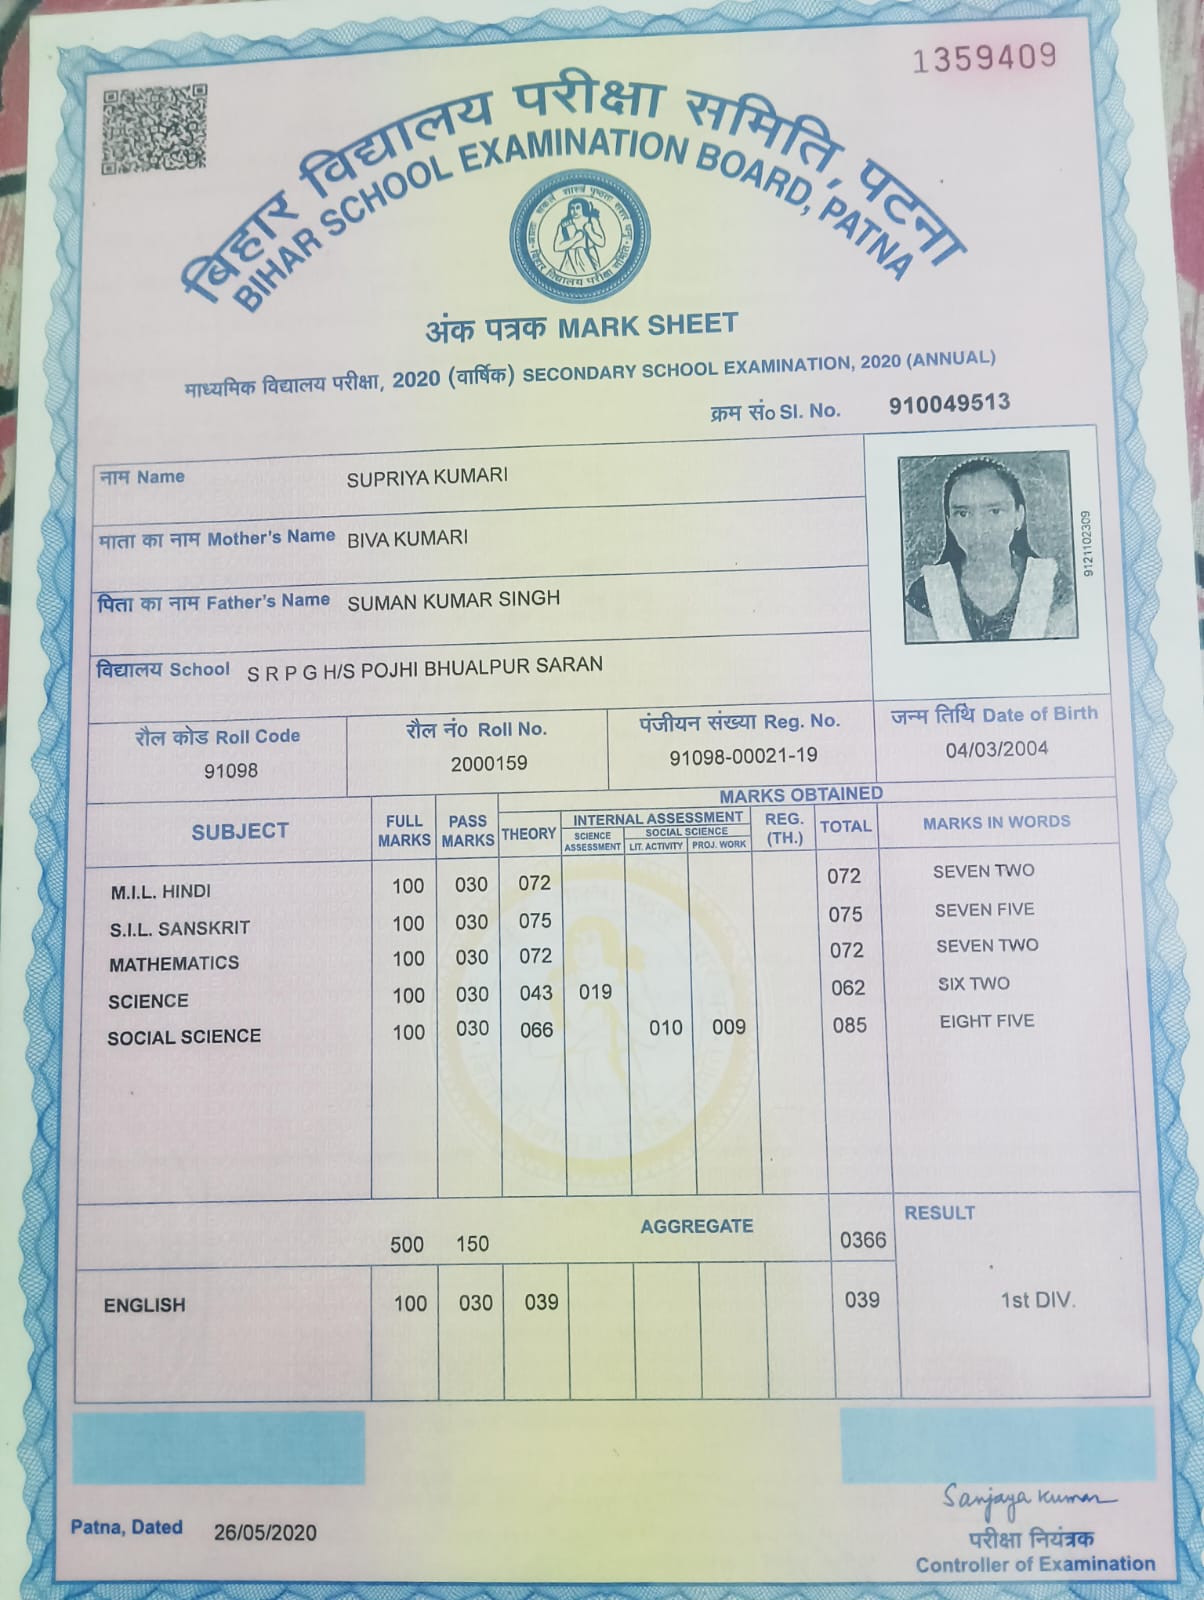 1359409
बिहार विद्यालय परीक्षा समिति, पटना
BIHAR SCHOOL EXAMINATION BOARD, PATNA
अंक पत्रक MARK SHEET
माध्यमिक विद्यालय परीक्षा, 2020 (वार्षिक) SECONDARY SCHOOL EXAMINATION, 2020 (ANNUAL)
क्रम सं० Sl. No. 910049513
नाम Name SUPRIYA KUMARI
माता का नाम Mother's Name BIVA KUMARI
पिता का नाम Father's Name SUMAN KUMAR SINGH
विद्यालय School S R P G H/S POJHI BHUALPUR SARAN
9121102309
रौल कोड Roll Code रौल नं० Roll No. पंजीयन संख्या Reg. No. जन्म तिथि Date of Birth
91098 2000159 91098-00021-19 04/03/2004
MARKS OBTAINED
SUBJECT FULL MARKS PASS MARKS THEORY INTERNAL ASSESSMENT REG. (TH.) TOTAL MARKS IN WORDS
SCIENCE ASSESSMENT SOCIAL SCIENCE LIT. ACTIVITY PROJ. WORK
M.I.L. HINDI 100 030 072 072 SEVEN TWO
S.I.L. SANSKRIT 100 030 075 075 SEVEN FIVE
MATHEMATICS 100 030 072 072 SEVEN TWO
SCIENCE 100 030 043 019 062 SIX TWO
SOCIAL SCIENCE 100 030 066 010 009 085 EIGHT FIVE
500 150 AGGREGATE 0366 RESULT
ENGLISH 100 030 039 039 1st DIV.
Patna, Dated 26/05/2020
Sanjaya Kumar
परीक्षा नियंत्रक
Controller of Examination